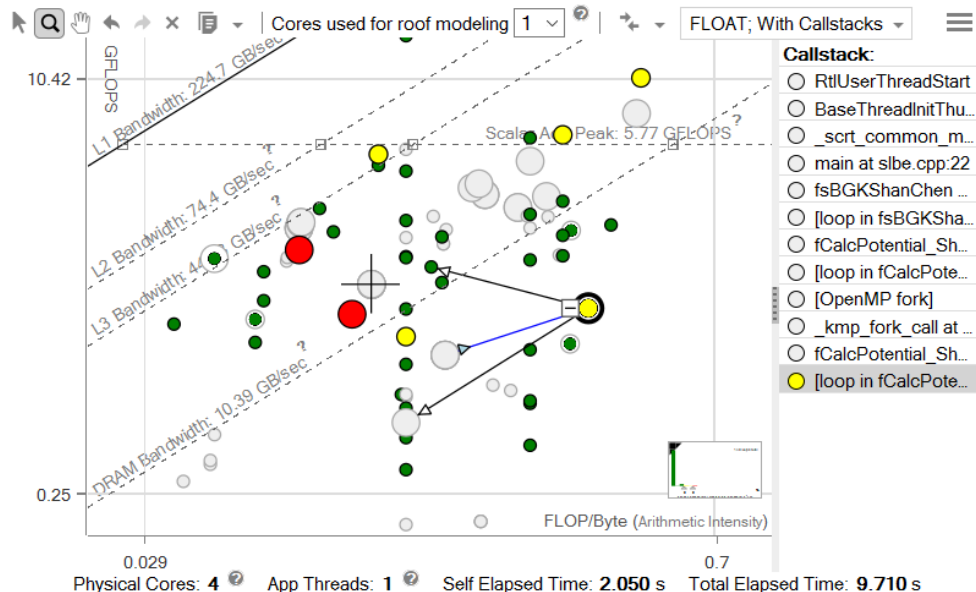 Cores used for roof modeling 1
FLOAT; With Callstacks
GFLOPS
10.42
0.25
0.029
0.7
L1 Bandwidth: 224.7 GB/sec
L2 Bandwidth: 74.4 GB/sec
?
L3 Bandwidth: 44. GB/sec
?
DRAM Bandwidth: 10.39 GB/sec
?
Scalar Add Peak: 5.77 GFLOPS
?
FLOP/Byte (Arithmetic Intensity)
Callstack:
RtlUserThreadStart
BaseThreadInitThu...
_scrt_common_m...
main at slbe.cpp:22
fsBGKShanChen ...
[loop in fsBGKSha...
fCalcPotential_Sh...
[loop in fCalcPote...
[OpenMP fork]
_kmp_fork_call at ...
fCalcPotential_Sh...
[loop in fCalcPote...
Physical Cores: 4 ? App Threads: 1 ? Self Elapsed Time: 2.050 s Total Elapsed Time: 9.710 s